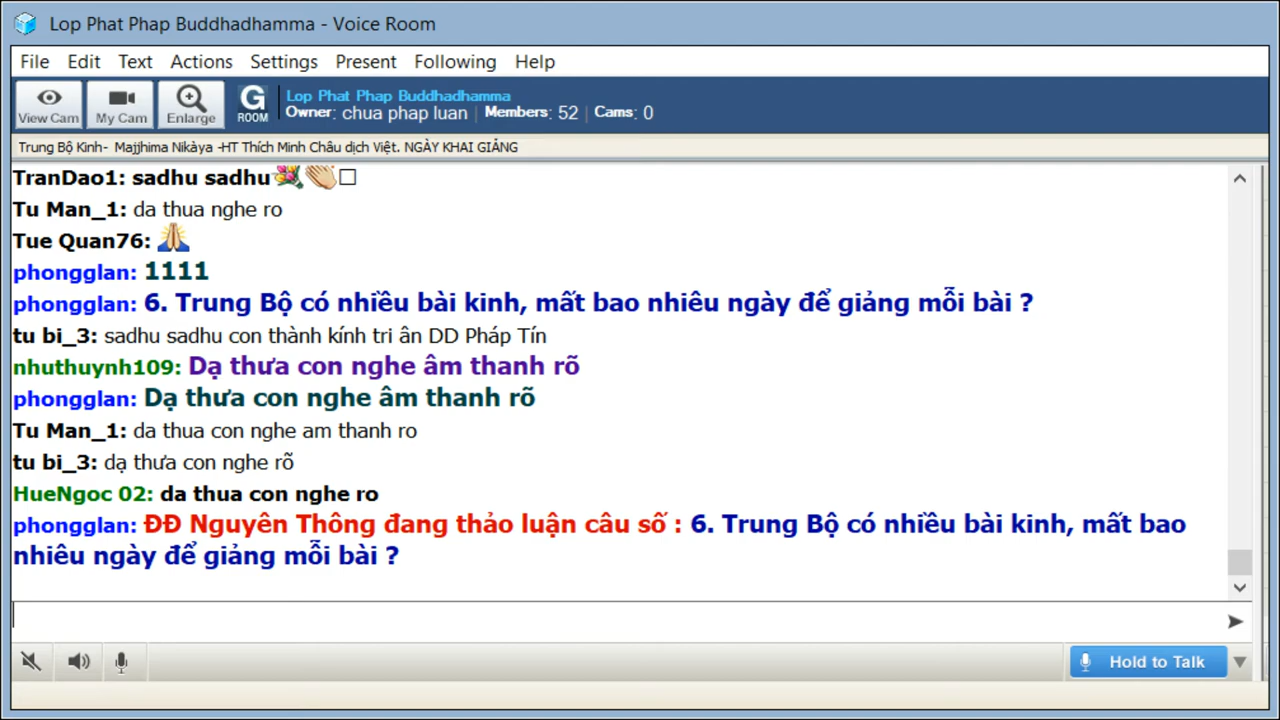 Lop Phat Phap Buddhadhamma - Voice Room
File Edit Text Actions Settings Present Following Help
View Cam My Cam Enlarge G ROOM Lop Phat Phap Buddhadhamma
Owner: chua phap luan | Members: 52 | Cams: 0
Trung Bộ Kinh- Majjhima Nikàya -HT Thích Minh Châu dịch Việt. NGÀY KHAI GIẢNG
TranDao1: sadhu sadhu💐👏□
Tu Man_1: da thua nghe ro
Tue Quan76: 🙏
phongglan: 1111
phongglan: 6. Trung Bộ có nhiều bài kinh, mất bao nhiêu ngày để giảng mỗi bài ?
tu bi_3: sadhu sadhu con thành kính tri ân DD Pháp Tín
nhuthuynh109: Dạ thưa con nghe âm thanh rõ
phongglan: Dạ thưa con nghe âm thanh rõ
Tu Man_1: da thua con nghe am thanh ro
tu bi_3: dạ thưa con nghe rõ
HueNgoc 02: da thua con nghe ro
phongglan: ĐĐ Nguyên Thông đang thảo luận câu số : 6. Trung Bộ có nhiều bài kinh, mất bao
nhiêu ngày để giảng mỗi bài ?
Hold to Talk